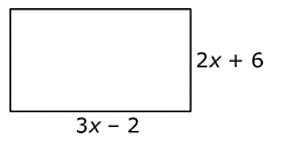 2x + 6
3x – 2